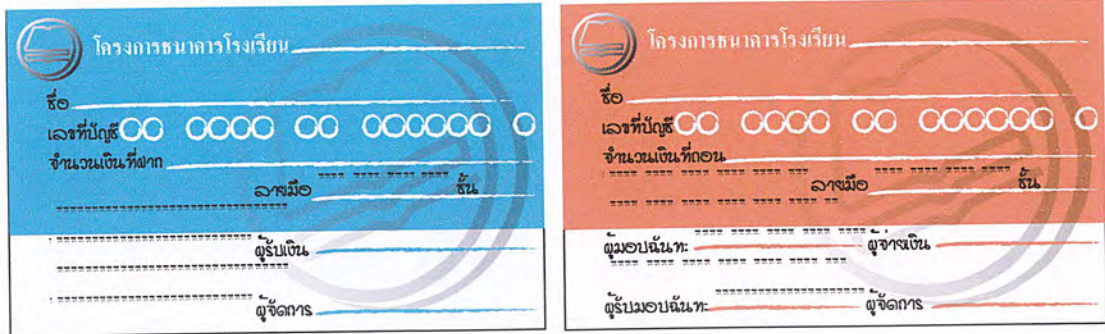 โครงการธนาคารโรงเรียน
ชื่อ
เลขที่บัญชี
จำนวนเงินที่ฝาก
ลายมือ ชั้น
ผู้รับเงิน
ผู้จัดการ
โครงการธนาคารโรงเรียน
ชื่อ
เลขที่บัญชี
จำนวนเงินที่ถอน
ลายมือ ชั้น
ผู้มอบฉันทะ ผู้จ่ายเงิน
ผู้รับมอบฉันทะ ผู้จัดการ